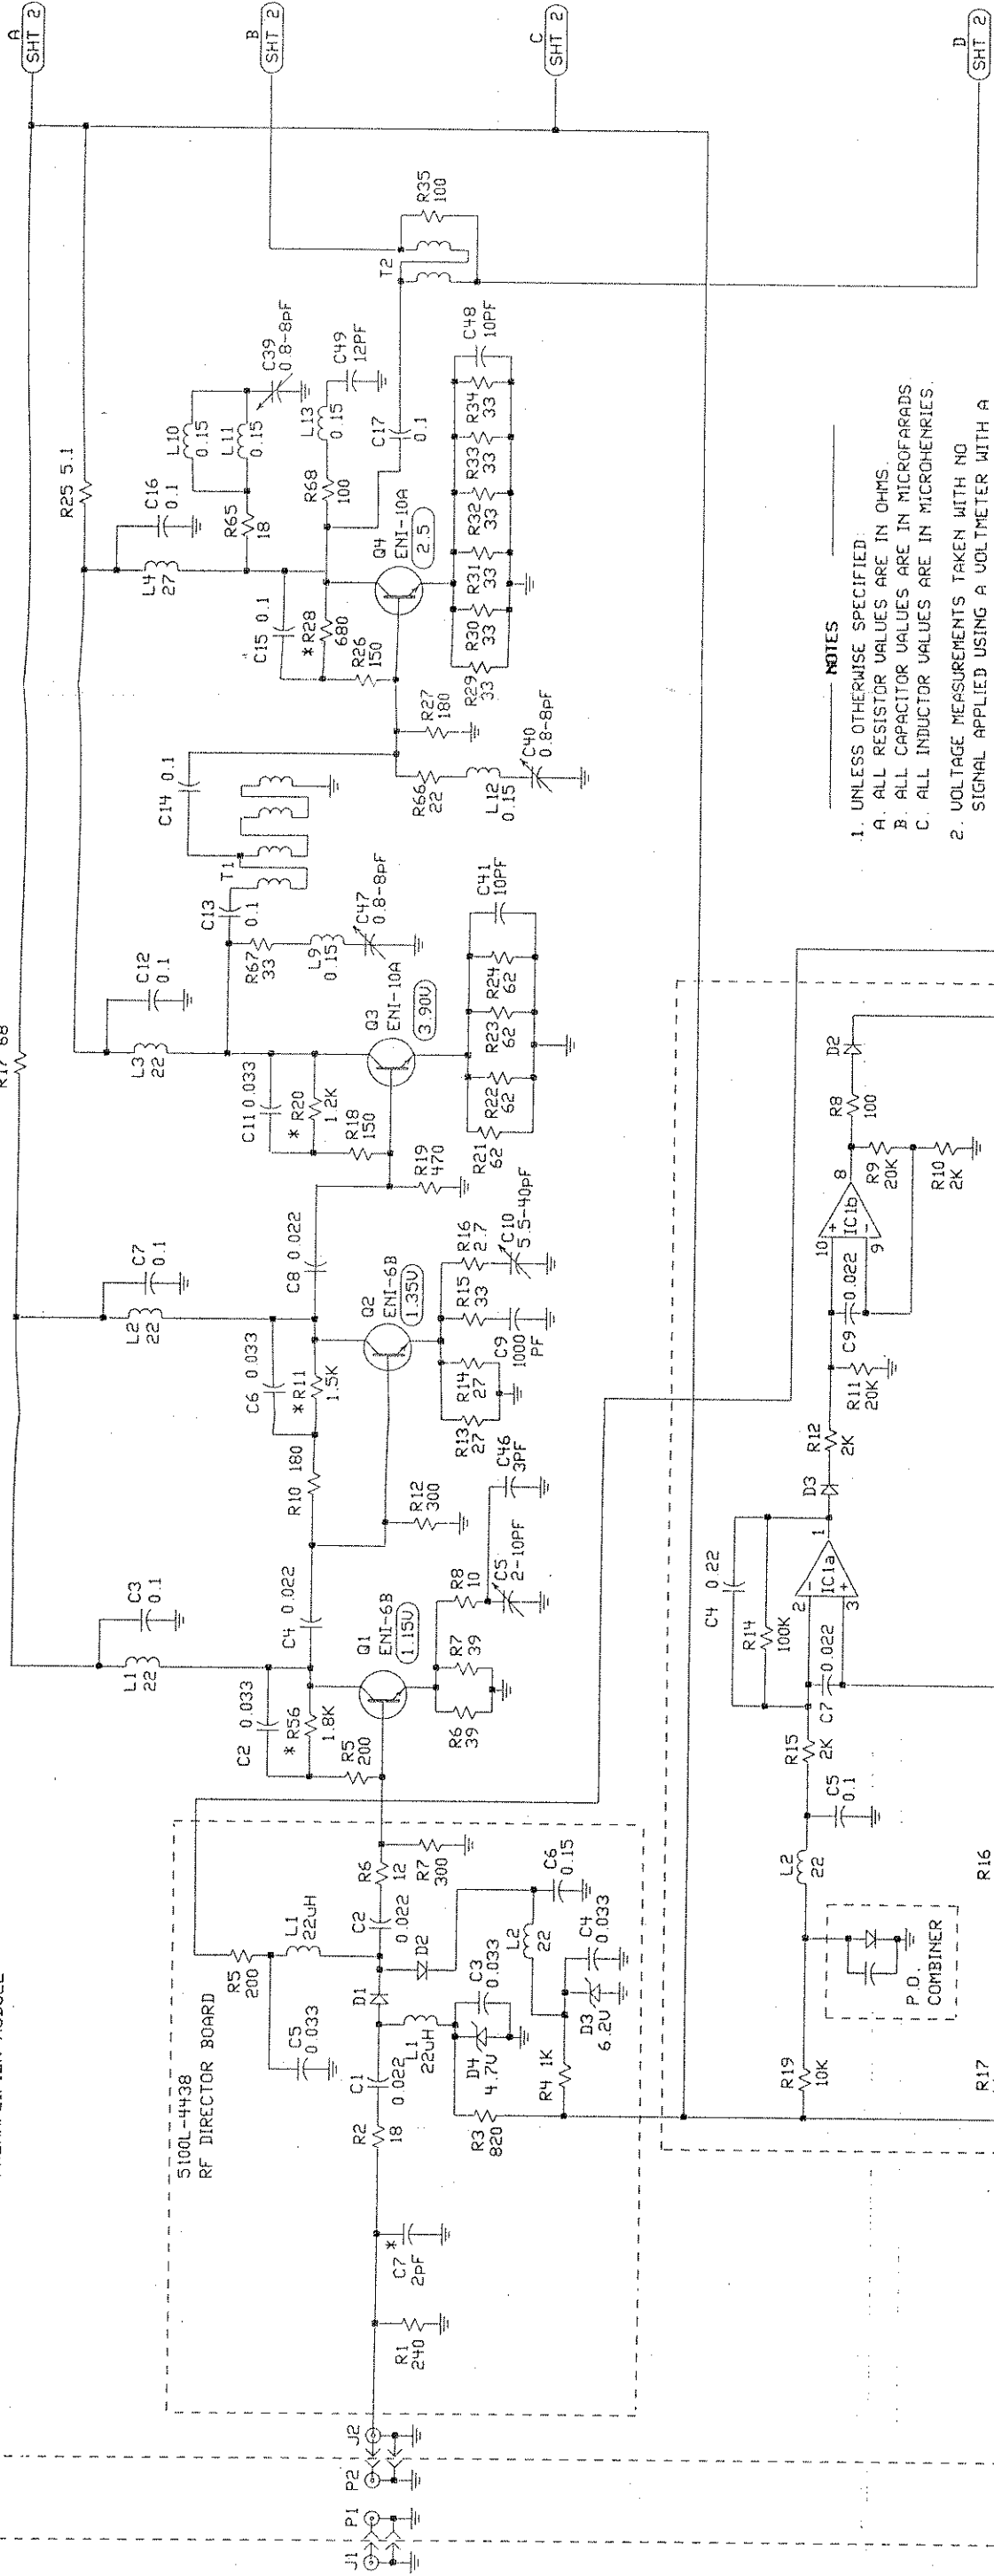 A
SHT 2
B
SHT 2
C
SHT 2
D
SHT 2
R17 68
R25 5.1
5100L-4438
RF DIRECTOR BOARD
J1
P1
P2
J2
R1
240
C7 *
2pF
R2
18
C1
0.022
L1
22uH
D1
R5
200
L1
22uH
C5
0.033
D2
C2
0.022
R6
12
R7
300
R3
820
D4
4.7V
C3
0.033
R4 1K
D3
6.2V
C4
0.033
L2
22
C6
0.15
L1
22
C3
0.1
C2 0.033
* R56
1.8K
R5
200
C4 0.022
Q1
ENI-6B
1.15V
R6
39
R7
39
R8
10
C5
2-10PF
C46
3PF
R10 180
R12
300
L2
22
C7
0.1
C6 0.033
*R11
1.5K
C8 0.022
Q2
ENI-6B
1.35V
R13
27
R14
27
C9
1000
PF
R15
33
R16
2.7
C10
5.5-40pF
R19
470
L3
22
C12
0.1
C11 0.033
* R20
1.2K
R18
150
Q3
ENI-10A
3.90V
R21
62
R22
62
R23
62
R24
62
C41
10PF
C13
0.1
R67
33
L9
0.15
C47
0.8-8pF
T1
C14 0.1
R66
22
L12
0.15
C40
0.8-8pF
R27
180
L4
27
C16
0.1
C15 0.1
*R28
680
R26
150
R65
18
L10
0.15
L11
0.15
C39
0.8-8pF
R68
100
L13
0.15
C49
12PF
Q4
ENI-10A
2.5
C17
0.1
R29
33
R30
33
R31
33
R32
33
R33
33
R34
33
C48
10PF
T2
R35
100
R19
10K
P.O.
COMBINER
L2
22
C5
0.1
R15
2K
C7
0.022
C4 0.22
R14
100K
2
3
IC1a
1
D3
R12
2K
R11
20K
C9
0.022
10
9
IC1b
8
R9
20K
R10
2K
R8
100
D2
R17
R16
NOTES
1. UNLESS OTHERWISE SPECIFIED:
A. ALL RESISTOR VALUES ARE IN OHMS.
B. ALL CAPACITOR VALUES ARE IN MICROFARADS.
C. ALL INDUCTOR VALUES ARE IN MICROHENRIES.
2. VOLTAGE MEASUREMENTS TAKEN WITH NO
SIGNAL APPLIED USING A VOLTMETER WITH A